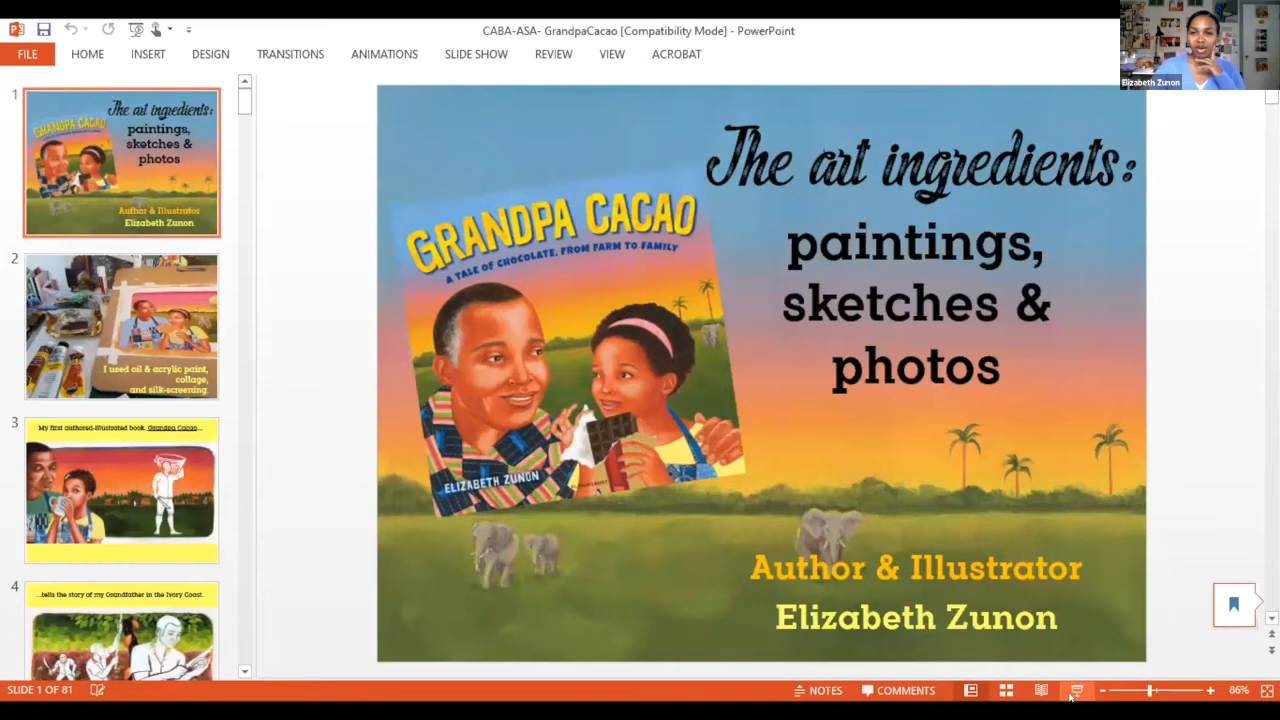 CABA-ASA- GrandpaCacao [Compatibility Mode] - PowerPoint
FILE HOME INSERT DESIGN TRANSITIONS ANIMATIONS SLIDE SHOW REVIEW VIEW ACROBAT
Elizabeth Zunon
1
The art ingredients:
GRANDPA CACAO
paintings,
sketches &
photos
Author & Illustrator
Elizabeth Zunon
2
I used oil & acrylic paint,
collage,
and silk-screening.
3
My first authored-illustrated book, Grandpa Cacao...
4
...tells the story of my Grandfather in the Ivory Coast.
The art ingredients:
paintings,
sketches &
photos
GRANDPA CACAO
A TALE OF CHOCOLATE, FROM FARM TO FAMILY
ELIZABETH ZUNON
Author & Illustrator
Elizabeth Zunon
SLIDE 1 OF 81 NOTES COMMENTS 86%